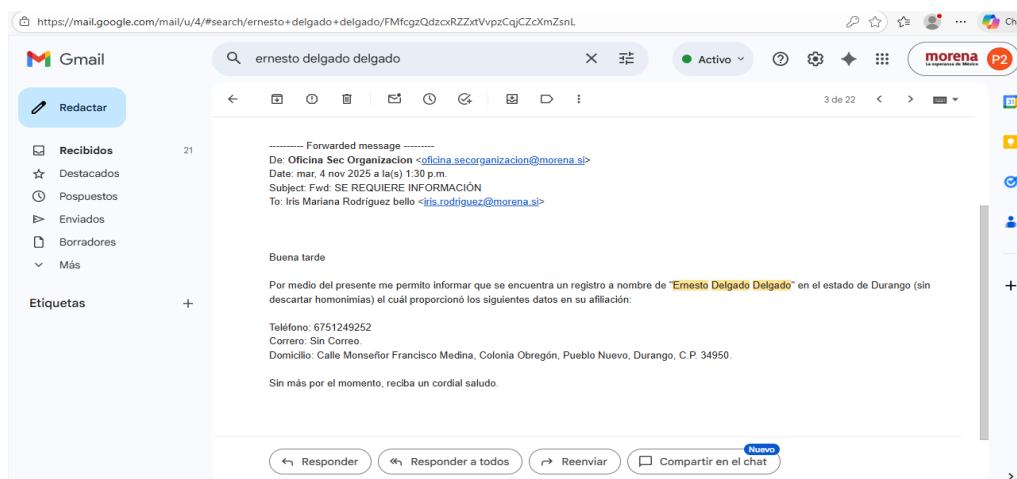 https://mail.google.com/mail/u/4/#search/ernesto+delgado+delgado/FMfcgzQdzcxRZZxtVvpzCqjCZcXmZsnL
Ch
Gmail
ernesto delgado delgado
Activo
morena
La esperanza de México
P2
Redactar
3 de 22
Recibidos 21
Destacados
Pospuestos
Enviados
Borradores
Más
Etiquetas
31
---------- Forwarded message ---------
De: Oficina Sec Organizacion <oficina.secorganizacion@morena.si>
Date: mar, 4 nov 2025 a la(s) 1:30 p.m.
Subject: Fwd: SE REQUIERE INFORMACIÓN
To: Iris Mariana Rodríguez bello <iris.rodriguez@morena.si>
Buena tarde
Por medio del presente me permito informar que se encuentra un registro a nombre de "Ernesto Delgado Delgado" en el estado de Durango (sin
descartar homonimias) el cuál proporcionó los siguientes datos en su afiliación:
Teléfono: 6751249252
Correro: Sin Correo.
Domicilio: Calle Monseñor Francisco Medina, Colonia Obregón, Pueblo Nuevo, Durango, C.P. 34950.
Sin más por el momento, reciba un cordial saludo.
Nuevo
Responder
Responder a todos
Reenviar
Compartir en el chat